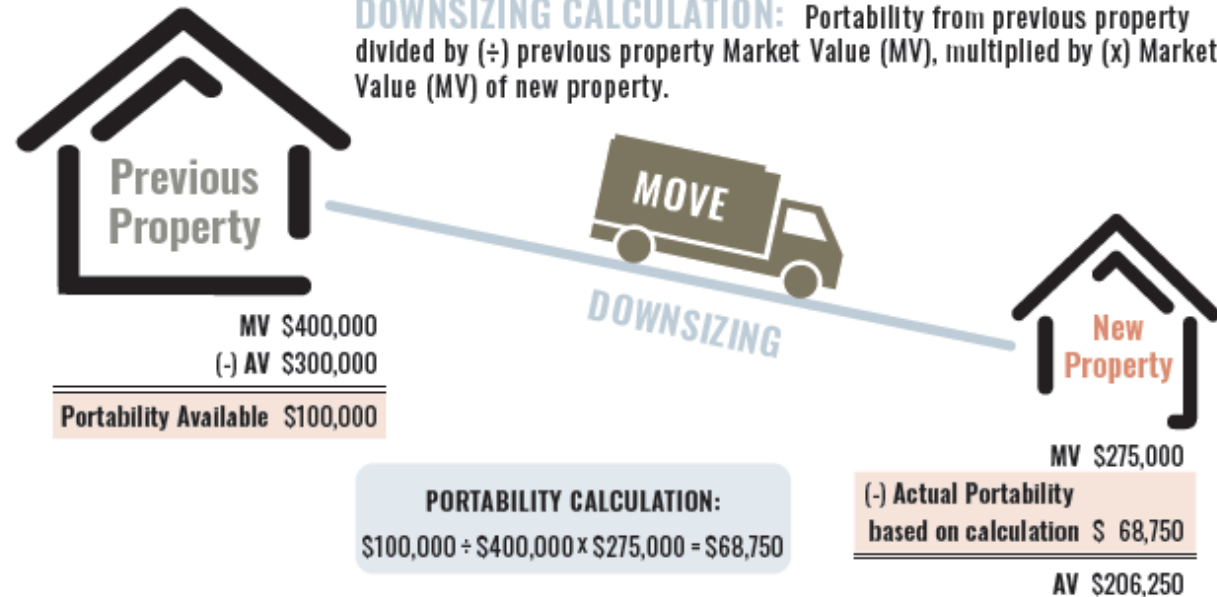 DOWNSIZING CALCULATION: Portability from previous property
divided by (÷) previous property Market Value (MV), multiplied by (x) Market
Value (MV) of new property.
Previous
Property
MOVE
DOWNSIZING
New
Property
MV $400,000
(-) AV $300,000
Portability Available $100,000
PORTABILITY CALCULATION:
$100,000 ÷ $400,000 x $275,000 = $68,750
MV $275,000
(-) Actual Portability
based on calculation $ 68,750
AV $206,250